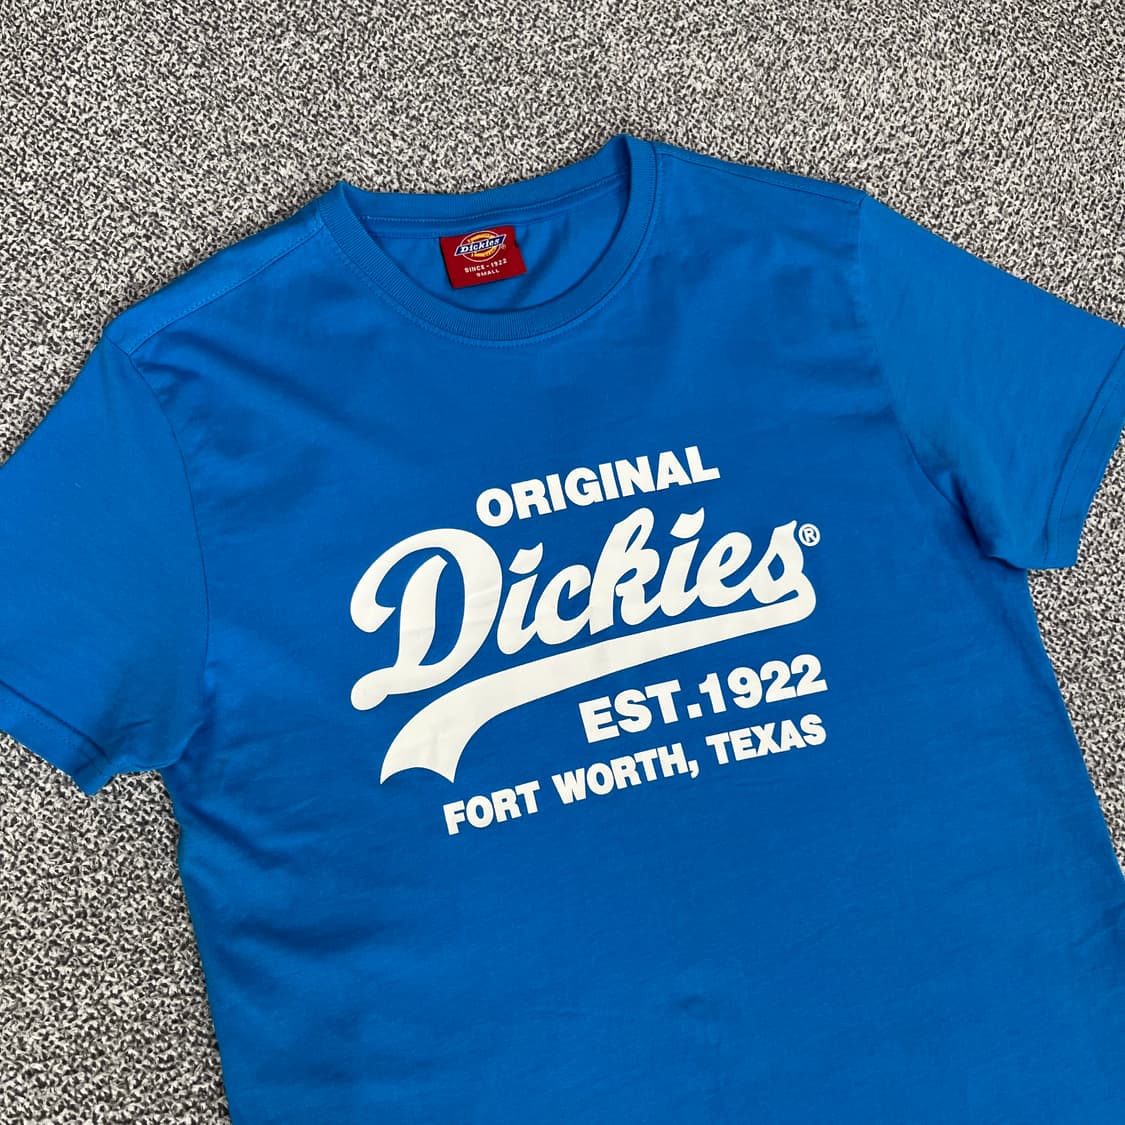 Dickies®
SINCE - 1922
SMALL
ORIGINAL
Dickies®
EST.1922
FORT WORTH, TEXAS